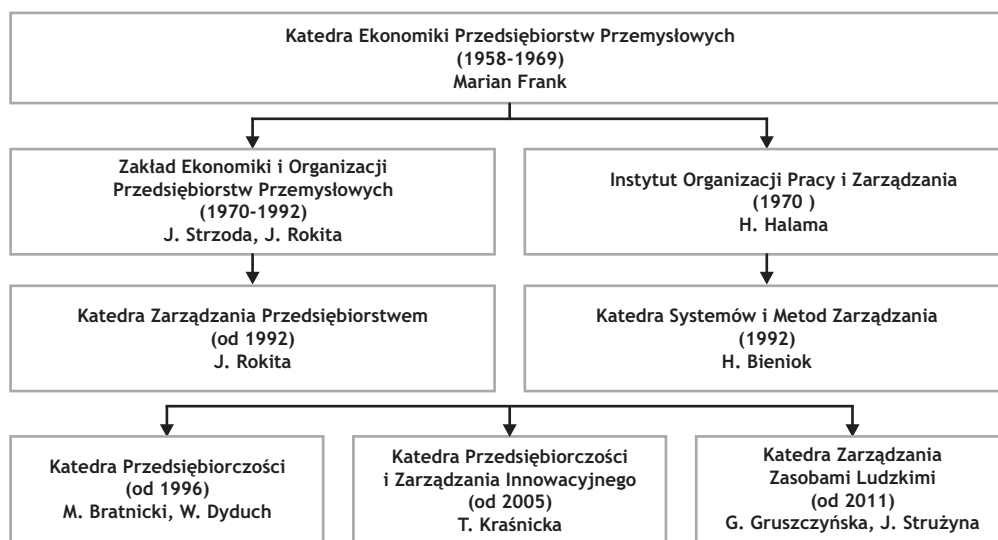 Katedra Ekonomiki Przedsiębiorstw Przemysłowych
(1958-1969)
Marian Frank
Zakład Ekonomiki i Organizacji
Przedsiębiorstw Przemysłowych
(1970-1992)
J. Strzoda, J. Rokita
Instytut Organizacji Pracy i Zarządzania
(1970 )
H. Halama
Katedra Zarządzania Przedsiębiorstwem
(od 1992)
J. Rokita
Katedra Systemów i Metod Zarządzania
(1992)
H. Bieniok
Katedra Przedsiębiorczości
(od 1996)
M. Bratnicki, W. Dyduch
Katedra Przedsiębiorczości
i Zarządzania Innowacyjnego
(od 2005)
T. Kraśnicka
Katedra Zarządzania
Zasobami Ludzkimi
(od 2011)
G. Gruszczyńska, J. Strużyna